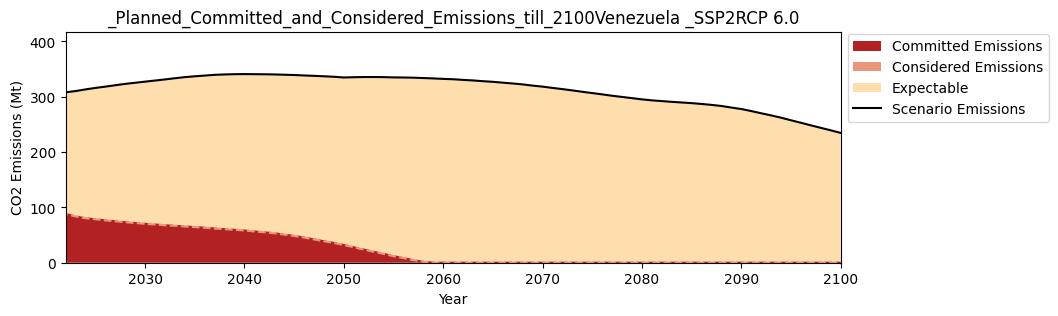 _Planned_Committed_and_Considered_Emissions_till_2100Venezuela _SSP2RCP 6.0
CO2 Emissions (Mt)
400
300
200
100
0
2030 2040 2050 2060 2070 2080 2090 2100
Year
Committed Emissions
Considered Emissions
Expectable
Scenario Emissions